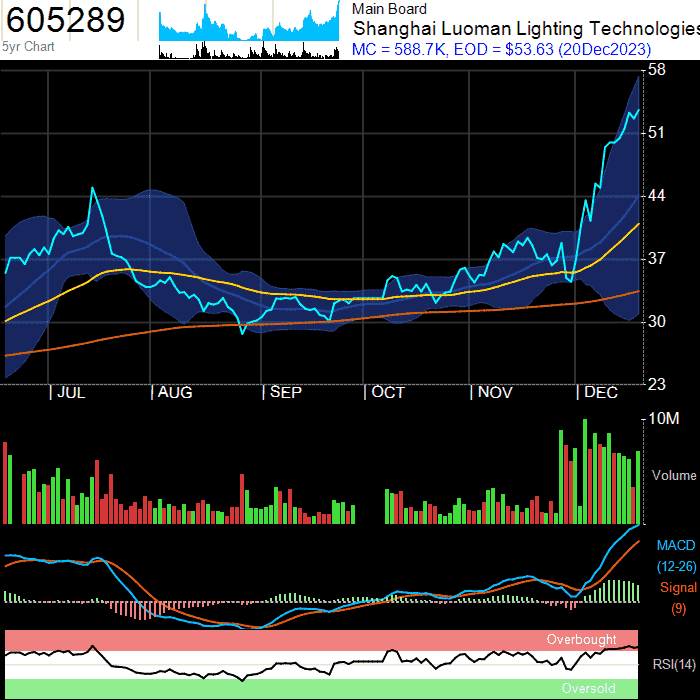 605289
5yr Chart
Main Board
Shanghai Luoman Lighting Technologies
MC = 588.7K, EOD = $53.63 (20Dec2023)
58
51
44
37
30
23
JUL
AUG
SEP
OCT
NOV
DEC
10M
Volume
MACD
(12-26)
Signal
(9)
Overbought
RSI(14)
Oversold